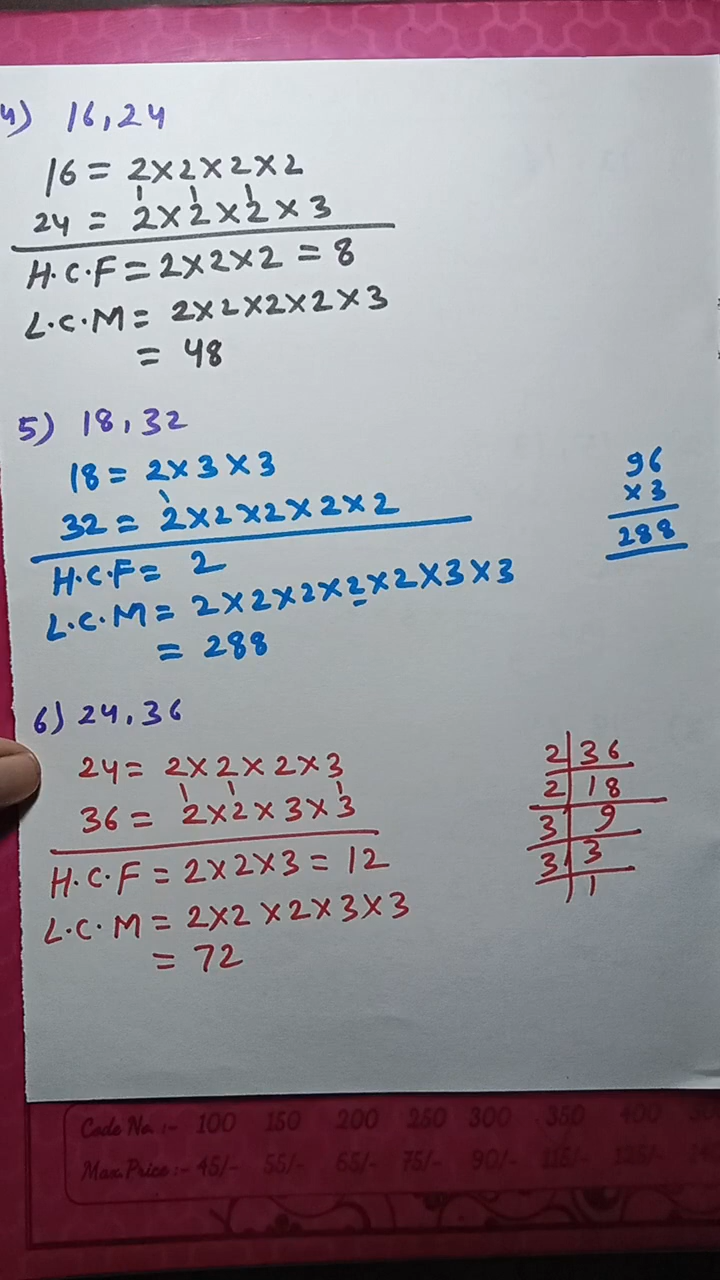 4) 16,24
16 = 2×2×2×2
24 = 2×2×2×3
H.C.F = 2×2×2 = 8
L.C.M = 2×2×2×2×3
= 48
5) 18,32
18 = 2×3×3
32 = 2×2×2×2×2
H.C.F = 2
L.C.M = 2×2×2×2×2×3×3
= 288
96
×3
288
6) 24,36
24 = 2×2×2×3
36 = 2×2×3×3
H.C.F = 2×2×3 = 12
L.C.M = 2×2×2×3×3
= 72
2|36
2|18
3|9
3|3
|1
Code No. :- 100 150 200 250 300 350 400
Max. Price :- 45/- 55/- 65/- 75/- 90/- 115/-